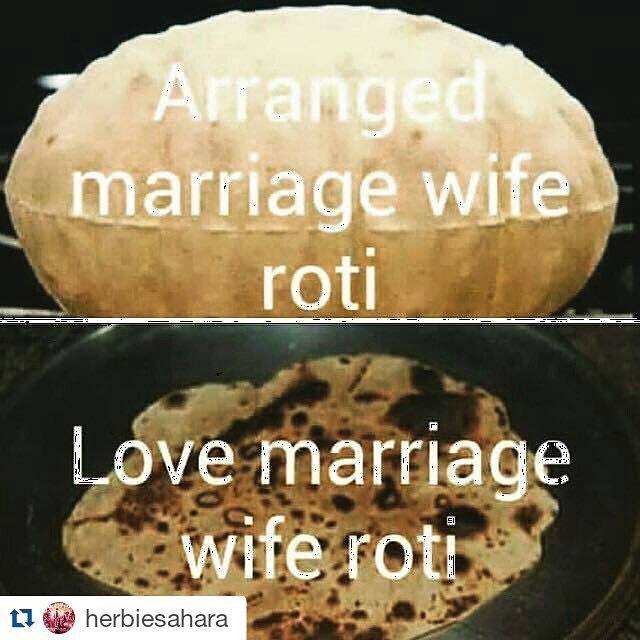 Arranged
marriage wife
roti
Love marriage
wife roti
herbiesahara